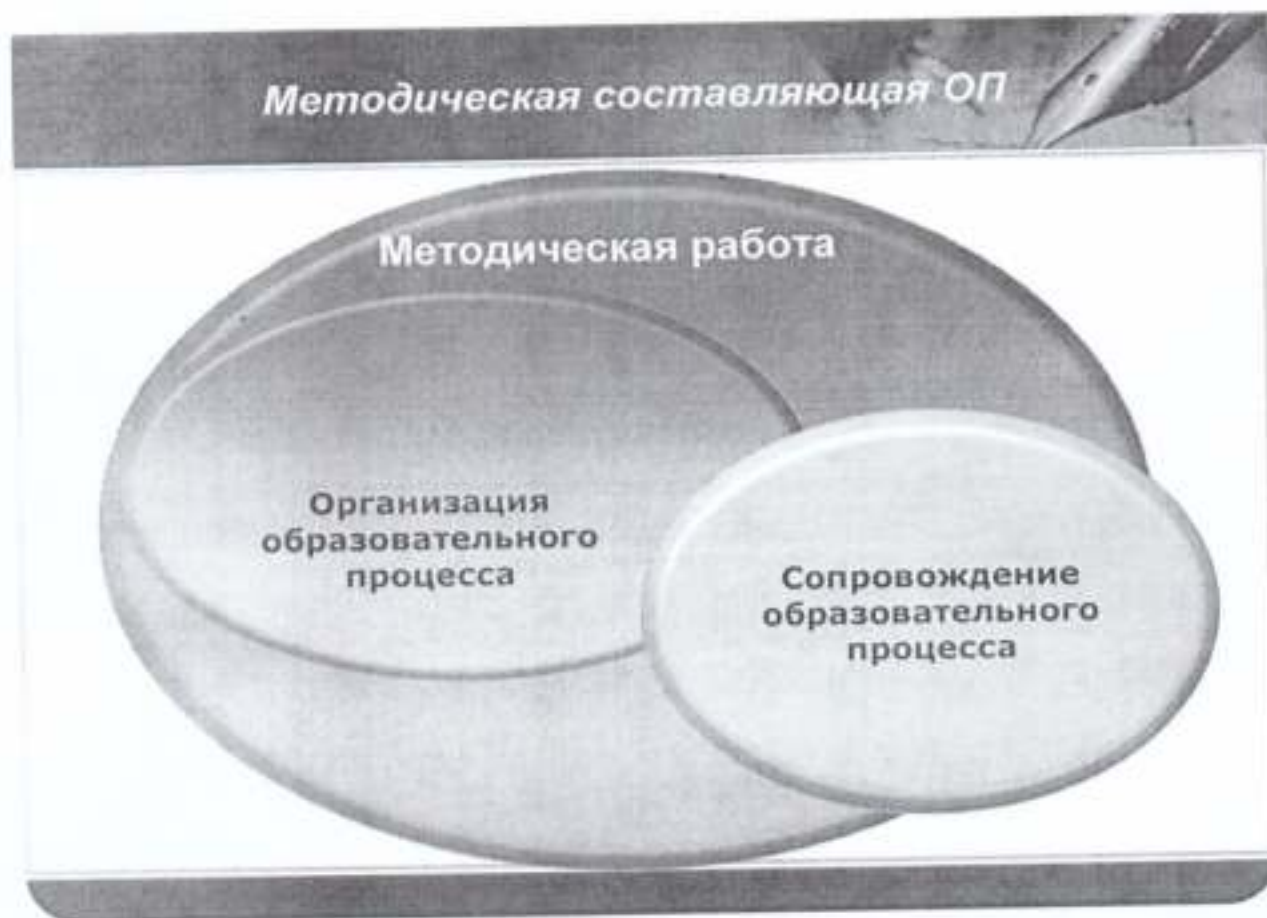 Методическая составляющая ОП
Методическая работа
Организация
образовательного
процесса
Сопровождение
образовательного
процесса